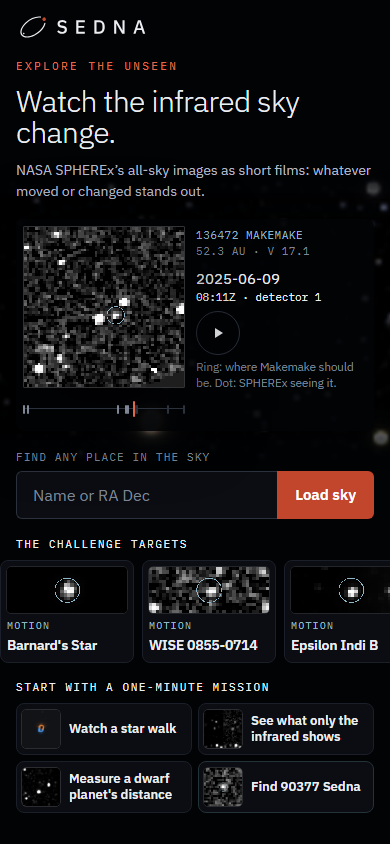 SEDNA
EXPLORE THE UNSEEN
Watch the infrared sky
change.
NASA SPHEREx’s all-sky images as short films: whatever
moved or changed stands out.
136472 MAKEMAKE
52.3 AU · V 17.1
2025-06-09
08:11Z · detector 1
Ring: where Makemake should
be. Dot: SPHEREx seeing it.
FIND ANY PLACE IN THE SKY
Name or RA Dec
Load sky
THE CHALLENGE TARGETS
MOTION
Barnard's Star
MOTION
WISE 0855-0714
MOTION
Epsilon Indi B
START WITH A ONE-MINUTE MISSION
Watch a star walk
See what only the
infrared shows
Measure a dwarf
planet's distance
Find 90377 Sedna